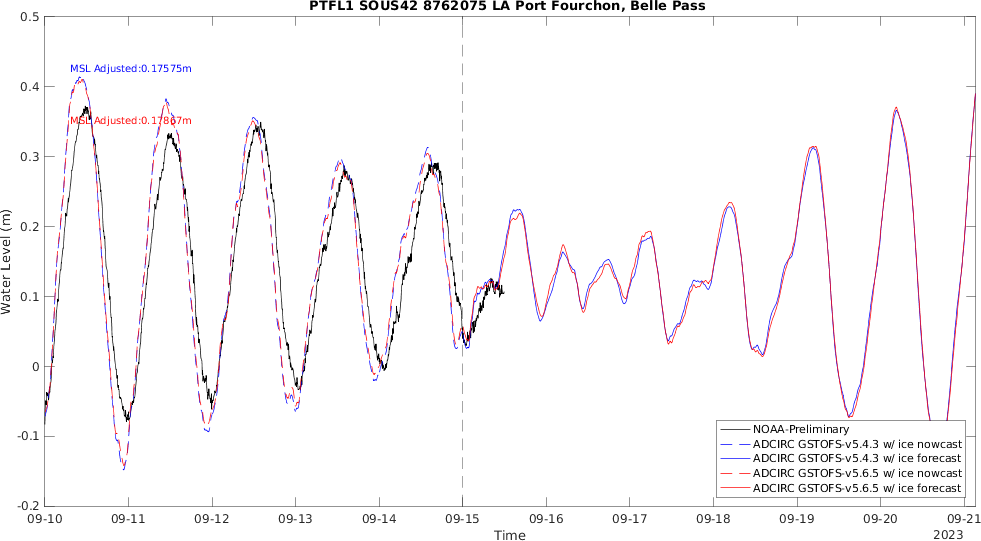 PTFL1 SOUS42 8762075 LA Port Fourchon, Belle Pass
0.5
0.4
0.3
0.2
0.1
0
-0.1
-0.2
Water Level (m)
MSL Adjusted:0.17575m
MSL Adjusted:0.17867m
NOAA-Preliminary
ADCIRC GSTOFS-v5.4.3 w/ ice nowcast
ADCIRC GSTOFS-v5.4.3 w/ ice forecast
ADCIRC GSTOFS-v5.6.5 w/ ice nowcast
ADCIRC GSTOFS-v5.6.5 w/ ice forecast
09-10 09-11 09-12 09-13 09-14 09-15 09-16 09-17 09-18 09-19 09-20 09-21
Time 2023